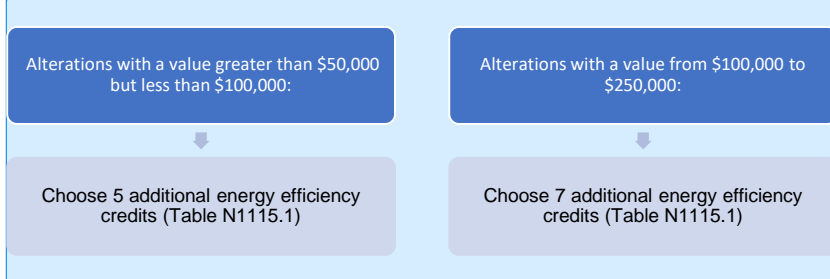 Alterations with a value greater than $50,000
but less than $100,000:
Choose 5 additional energy efficiency
credits (Table N1115.1)
Alterations with a value from $100,000 to
$250,000:
Choose 7 additional energy efficiency
credits (Table N1115.1)